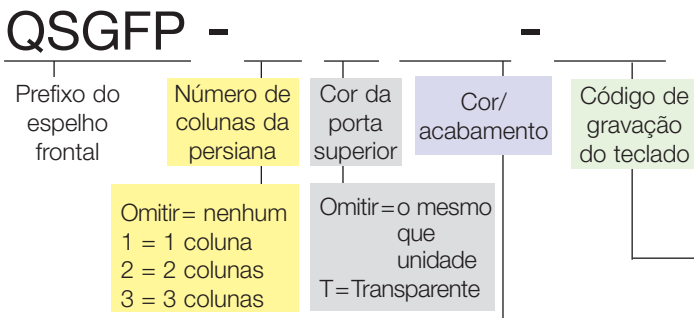 QSGFP - -
Prefixo do
espelho
frontal
Número de
colunas da
persiana
Cor da
porta
superior
Cor/
acabamento
Código de
gravação
do teclado
Omitir= nenhum
1 = 1 coluna
2 = 2 colunas
3 = 3 colunas
Omitir=o mesmo
que
unidade
T=Transparente